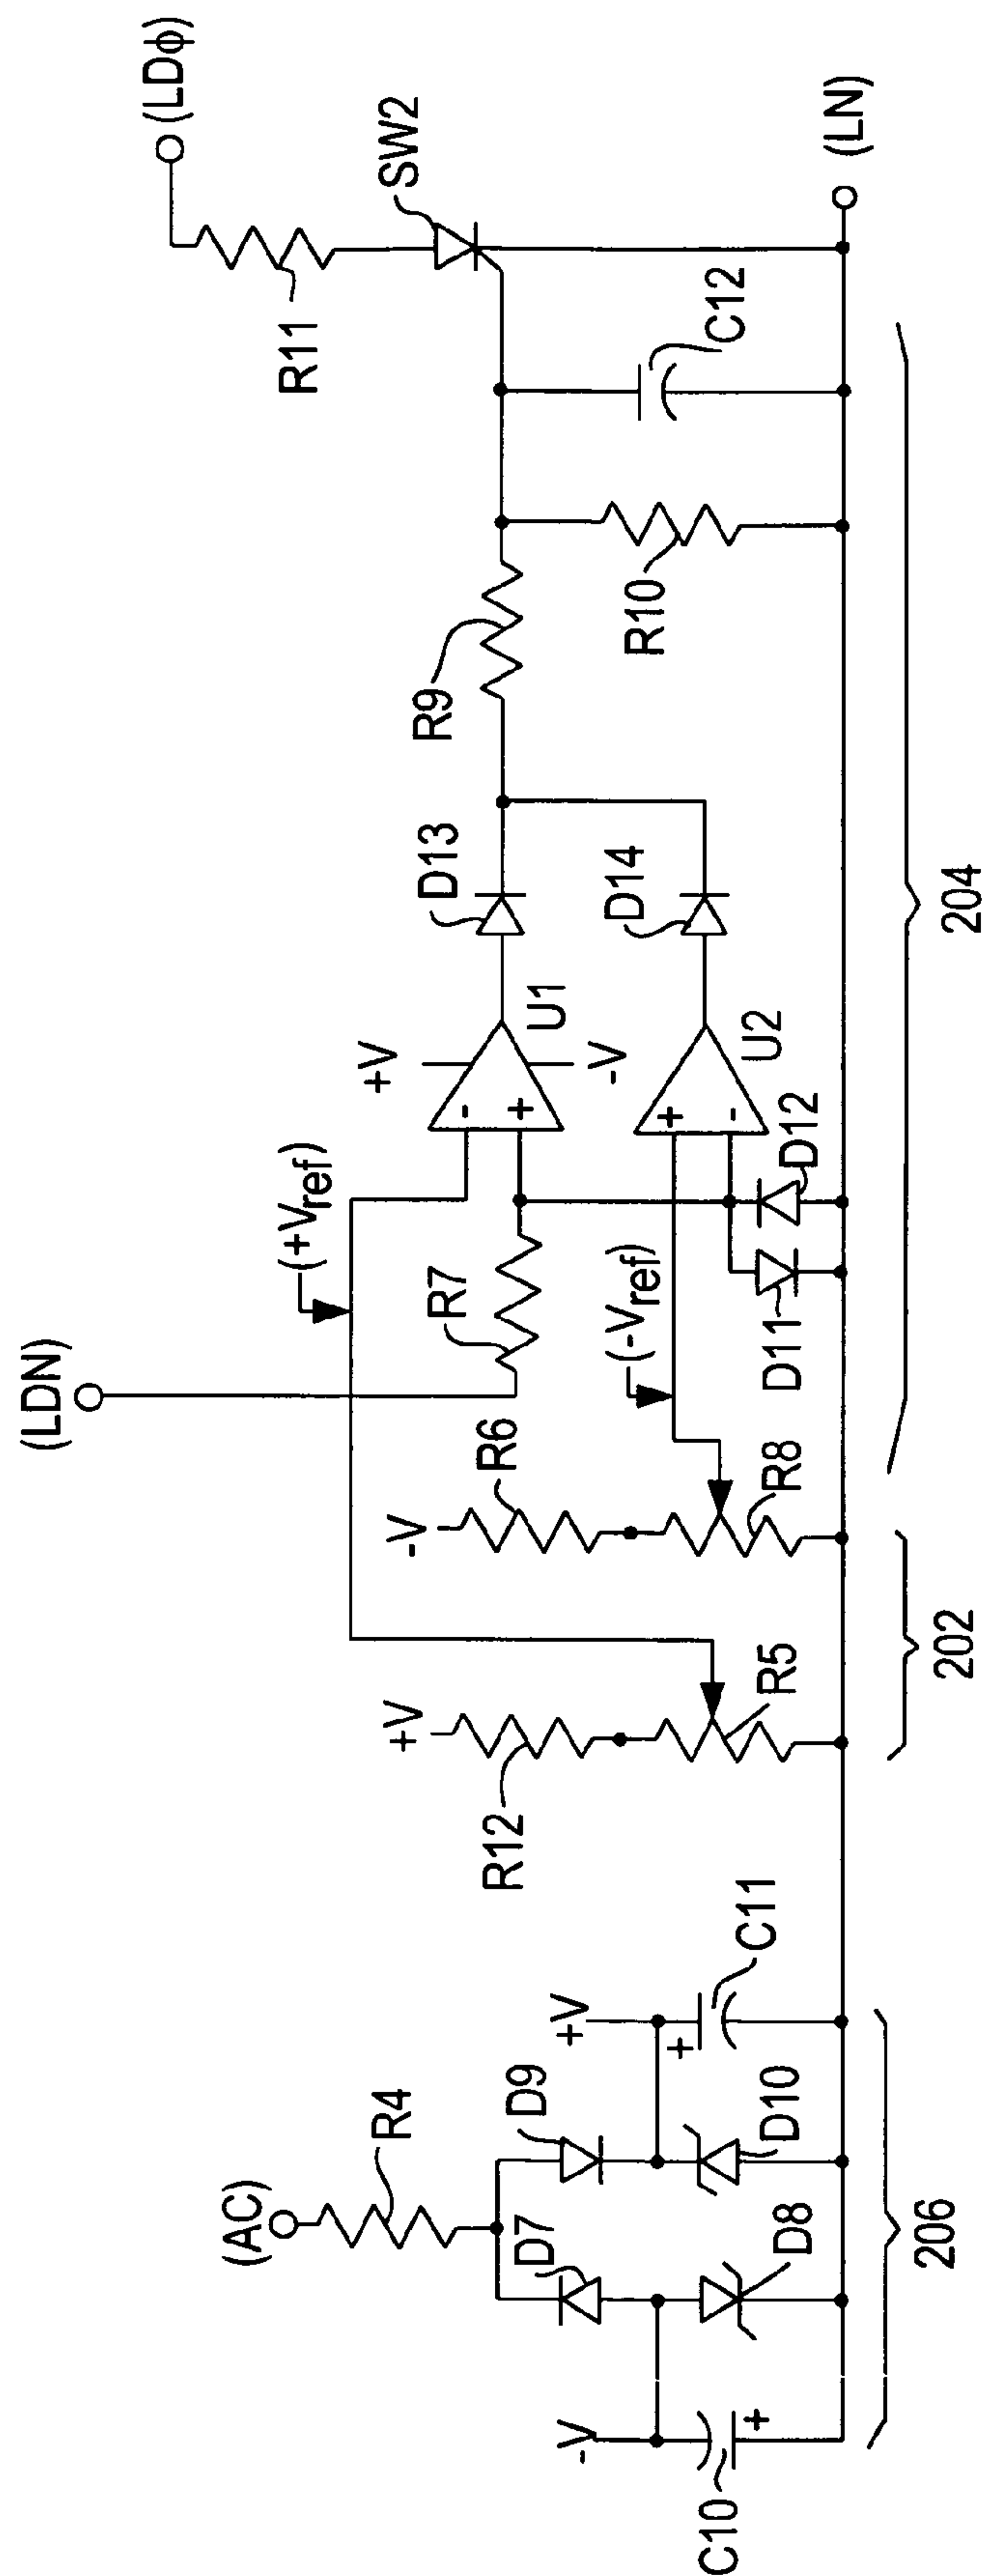 (LDN)
(LDϕ)
(+Vref)
+V
-V
R11
SW2
(AC)
R4
R12
+V
-V
R6
R7
U1
D13
R9
(-Vref)
D14
U2
C12
R10
(LN)
-V
D7
D9
+V
C11
R5
R8
D11
D12
C10
+
D8
D10
+
-
+
+
-
206
202
204